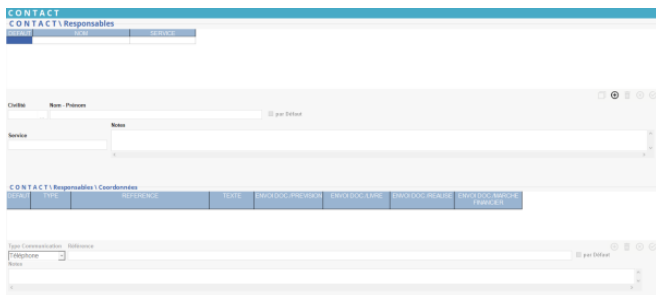 CONTACT
CONTACT \ Responsables
DEFAUT NOM SERVICE
Civilité Nom - Prénom
par Défaut
Notes
Service
CONTACT \ Responsables \ Coordonnées
DEFAUT TYPE REFERENCE TEXTE ENVOI DOC./PREVISION ENVOI DOC./LIVRE ENVOI DOC./REALISE ENVOI DOC./MARCHE FINANCIER
Type Communication Référence
Téléphone par Défaut
Notes